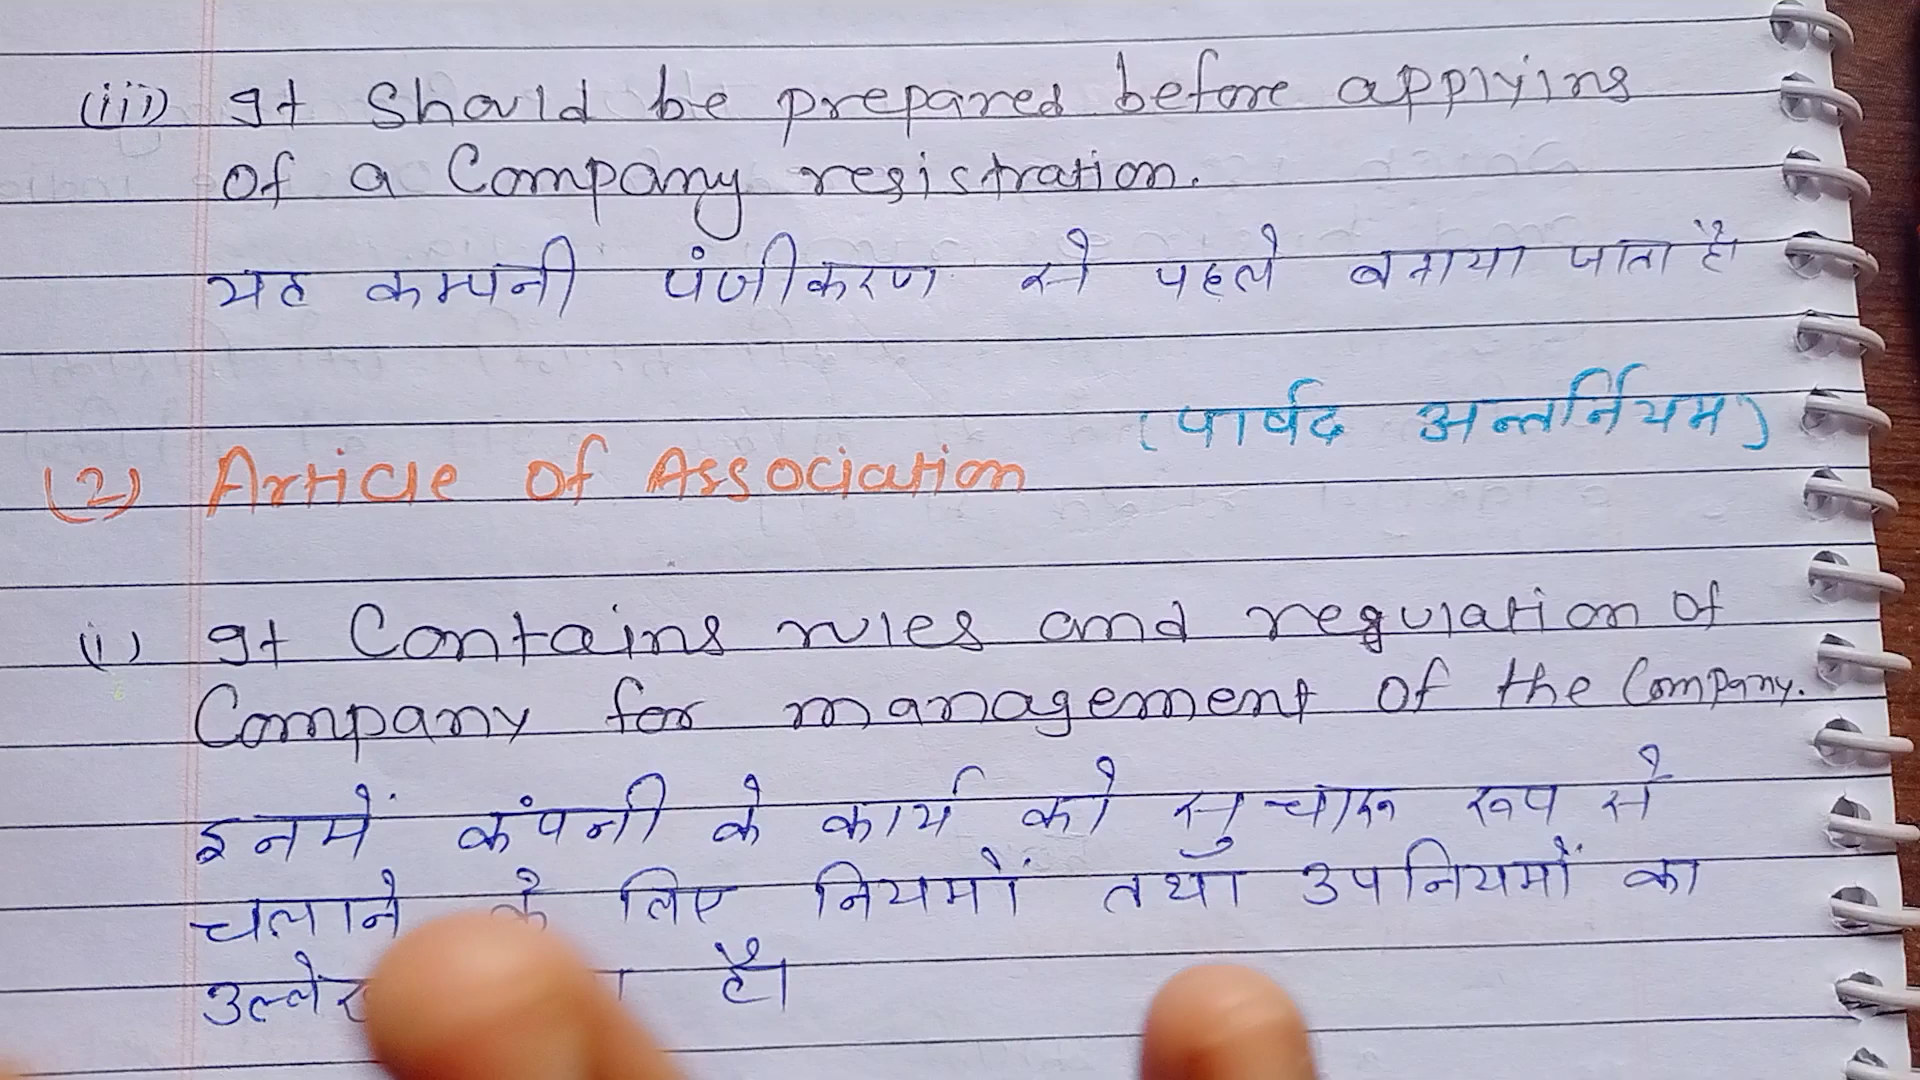 (iii) It should be prepared before applying
of a Company registration.
यह कम्पनी पंजीकरण से पहले बनाया जाता है।
(पार्षद अन्तर्नियम)
(2) Article of Association
(i) It Contains rules and regulation of
Company for management of the Company.
इनमें कंपनी के कार्य को सुचारू रूप से
चलाने के लिए नियमों तथा उपनियमों का
है।